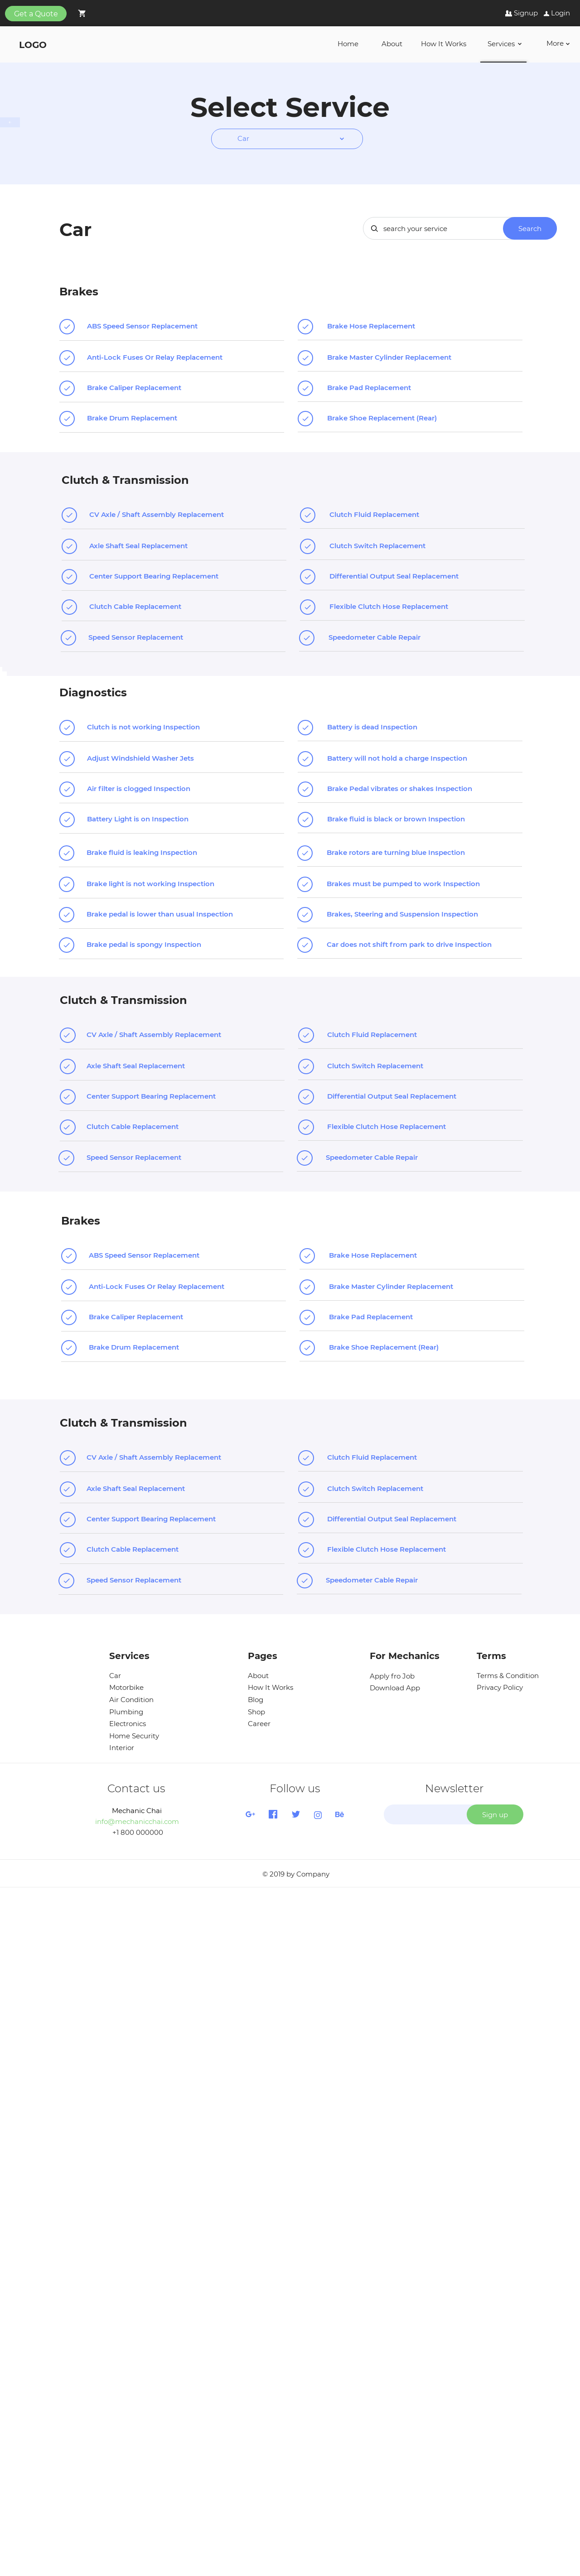 Get a Quote
Signup Login
LOGO
Home About How It Works Services More
Select Service
Car
Car
search your service Search
Brakes
ABS Speed Sensor Replacement Brake Hose Replacement
Anti-Lock Fuses Or Relay Replacement Brake Master Cylinder Replacement
Brake Caliper Replacement Brake Pad Replacement
Brake Drum Replacement Brake Shoe Replacement (Rear)
Clutch & Transmission
CV Axle / Shaft Assembly Replacement Clutch Fluid Replacement
Axle Shaft Seal Replacement Clutch Switch Replacement
Center Support Bearing Replacement Differential Output Seal Replacement
Clutch Cable Replacement Flexible Clutch Hose Replacement
Speed Sensor Replacement Speedometer Cable Repair
Diagnostics
Clutch is not working Inspection Battery is dead Inspection
Adjust Windshield Washer Jets Battery will not hold a charge Inspection
Air filter is clogged Inspection Brake Pedal vibrates or shakes Inspection
Battery Light is on Inspection Brake fluid is black or brown Inspection
Brake fluid is leaking Inspection Brake rotors are turning blue Inspection
Brake light is not working Inspection Brakes must be pumped to work Inspection
Brake pedal is lower than usual Inspection Brakes, Steering and Suspension Inspection
Brake pedal is spongy Inspection Car does not shift from park to drive Inspection
Clutch & Transmission
CV Axle / Shaft Assembly Replacement Clutch Fluid Replacement
Axle Shaft Seal Replacement Clutch Switch Replacement
Center Support Bearing Replacement Differential Output Seal Replacement
Clutch Cable Replacement Flexible Clutch Hose Replacement
Speed Sensor Replacement Speedometer Cable Repair
Brakes
ABS Speed Sensor Replacement Brake Hose Replacement
Anti-Lock Fuses Or Relay Replacement Brake Master Cylinder Replacement
Brake Caliper Replacement Brake Pad Replacement
Brake Drum Replacement Brake Shoe Replacement (Rear)
Clutch & Transmission
CV Axle / Shaft Assembly Replacement Clutch Fluid Replacement
Axle Shaft Seal Replacement Clutch Switch Replacement
Center Support Bearing Replacement Differential Output Seal Replacement
Clutch Cable Replacement Flexible Clutch Hose Replacement
Speed Sensor Replacement Speedometer Cable Repair
Services
Car
Motorbike
Air Condition
Plumbing
Electronics
Home Security
Interior
Pages
About
How It Works
Blog
Shop
Career
For Mechanics
Apply fro Job
Download App
Terms
Terms & Condition
Privacy Policy
Contact us
Mechanic Chai
info@mechanicchai.com
+1 800 000000
Follow us
G+ Bē
Newsletter
Sign up
© 2019 by Company